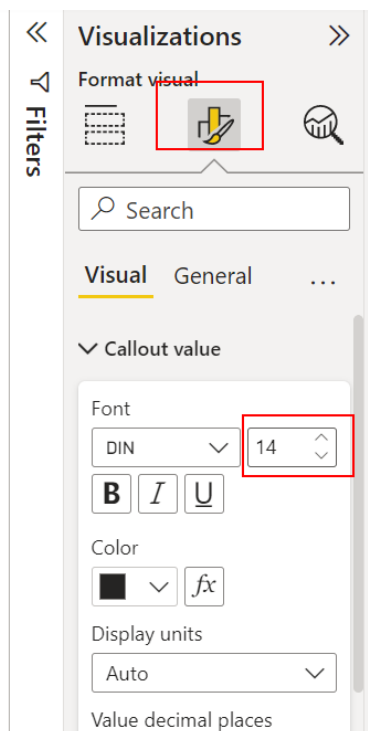 Visualizations
Format visual
Filters
Search
Visual General ...
Callout value
Font
DIN 14
B I U
Color
fx
Display units
Auto
Value decimal places